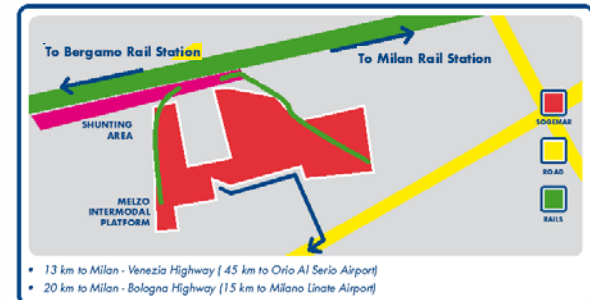 To Bergamo Rail Station
To Milan Rail Station
SHUNTING
AREA
SOGEMAR
ROAD
MELZO
INTERMODAL
PLATFORM
RAILS
• 13 km to Milan - Venezia Highway ( 45 km to Orio Al Serio Airport)
• 20 km to Milan - Bologna Highway (15 km to Milano Linate Airport)